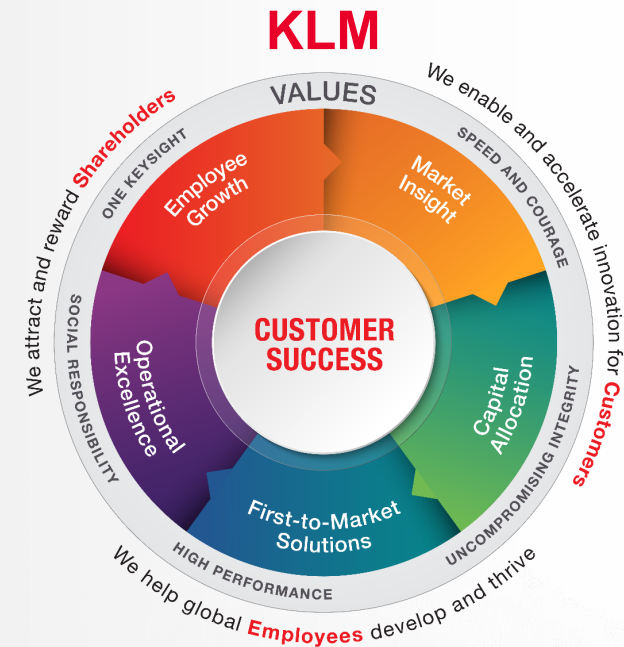 KLM
VALUES
We enable and accelerate innovation for Customers
SPEED AND COURAGE
UNCOMPROMISING INTEGRITY
HIGH PERFORMANCE
SOCIAL RESPONSIBILITY
ONE KEYSIGHT
Market
Insight
Capital
Allocation
First-to-Market
Solutions
Operational
Excellence
Employee
Growth
CUSTOMER
SUCCESS
We help global Employees develop and thrive
We attract and reward Shareholders